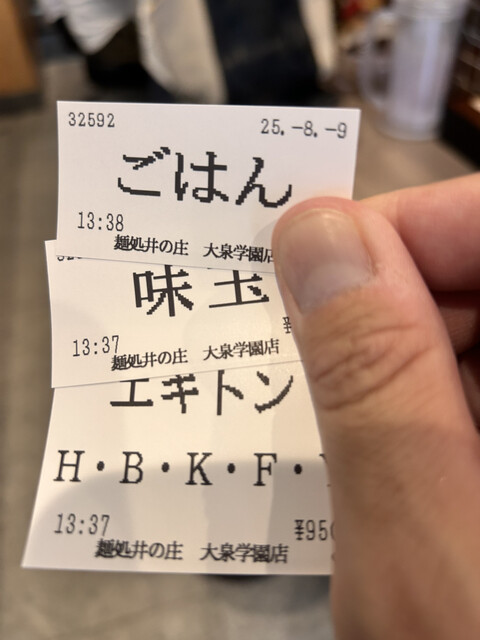 32592 25.-8.-9
ごはん
13:38
麺処井の庄 大泉学園店
味玉
13:37
麺処井の庄 大泉学園店
エキトン
H・B・K・F・
13:37 ¥95
麺処井の庄 大泉学園店